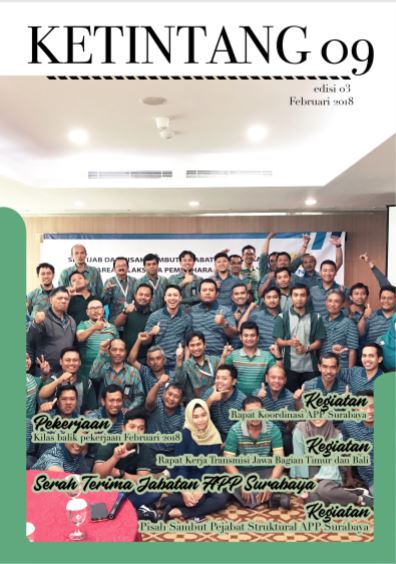 KETINTANG 09
edisi 03
Februari 2018
Kegiatan
Rapat Koordinasi APP Surabaya
Pekerjaan
Kilas balik pekerjaan Februari 2018
Kegiatan
Rapat Kerja Transmisi Jawa Bagian Timur dan Bali
Serah Terima Jabatan APP Surabaya
Kegiatan
Pisah Sambut Pejabat Struktural APP Surabaya